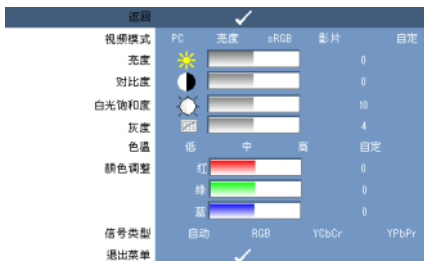 返回
视频模式 PC 亮度 sRGB 影片 自定
亮度 0
对比度 0
白光饱和度 10
灰度 4
色温 低 中 高 自定
颜色调整 红 0
绿 0
蓝 0
信号类型 自动 RGB YCbCr YPbPr
退出菜单